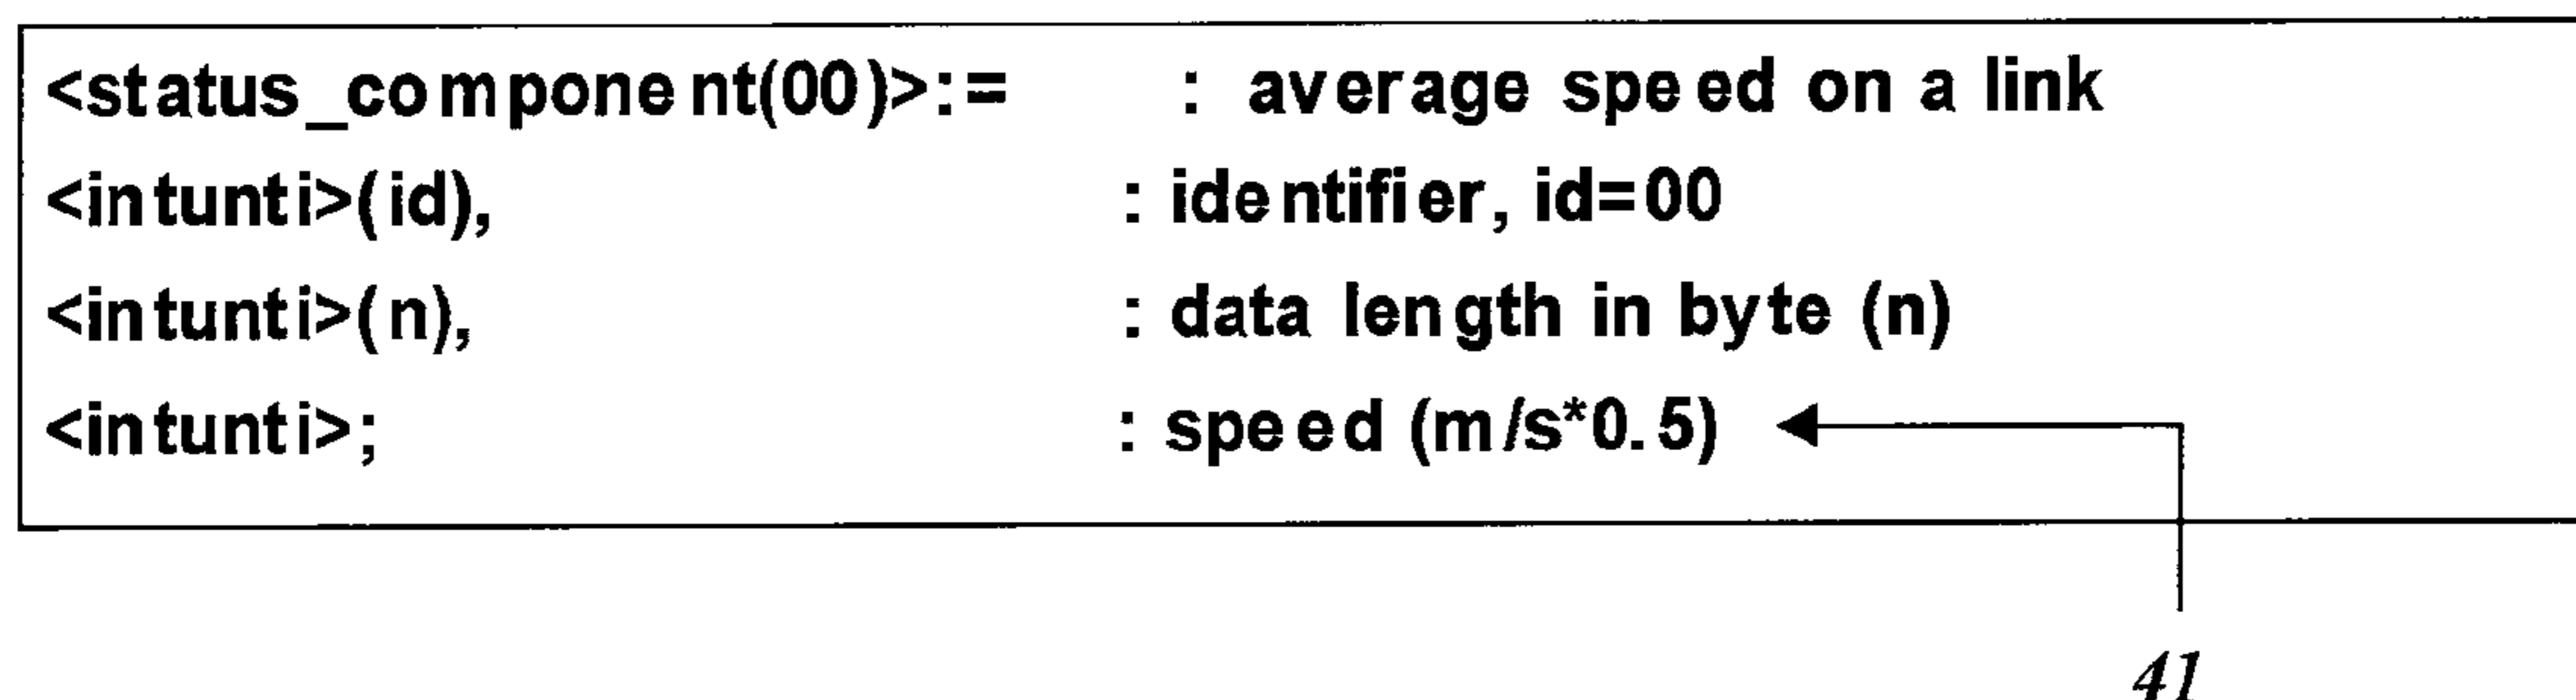 <status_component(00)>:= : average speed on a link
<intunti>(id), : identifier, id=00
<intunti>(n), : data length in byte (n)
<intunti>; : speed (m/s*0.5)
41